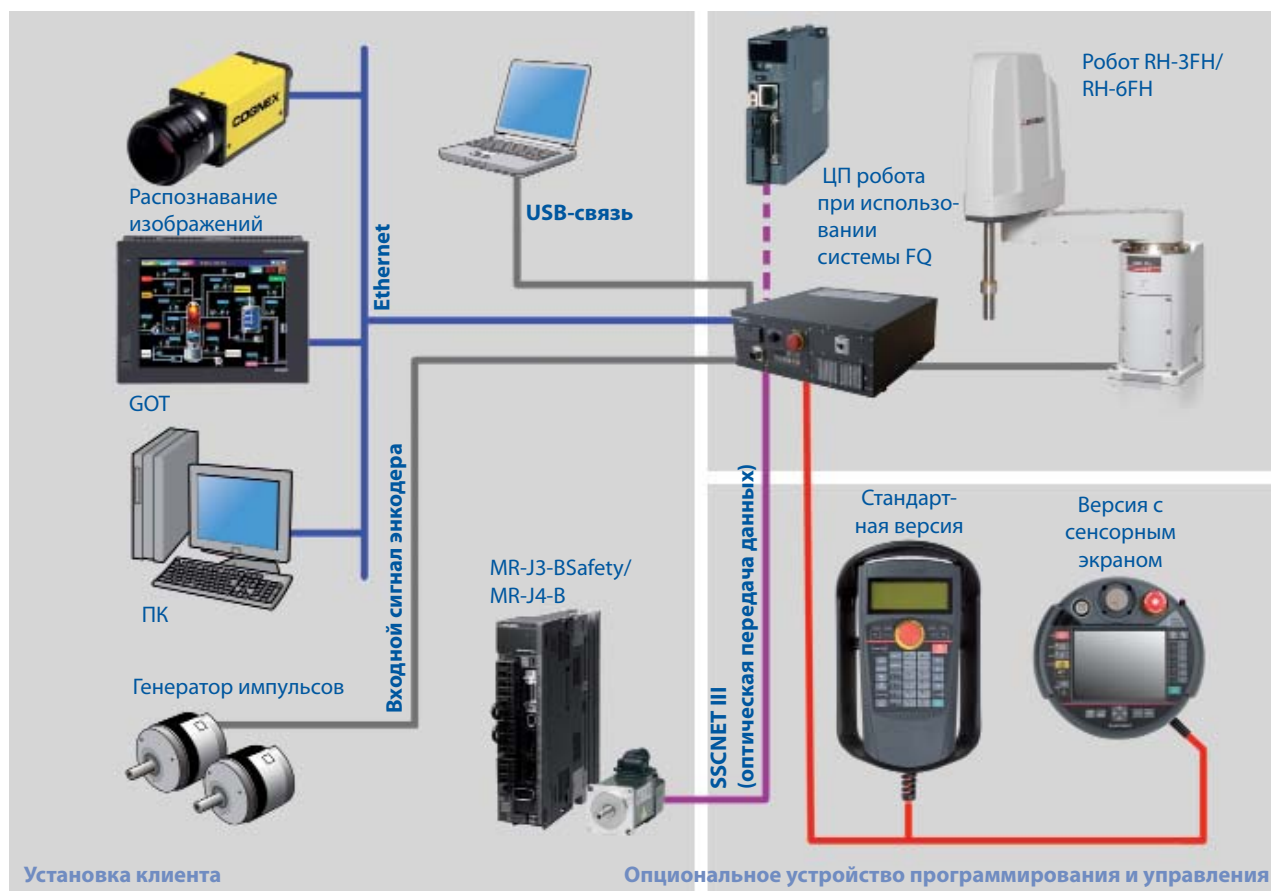 COGNEX
Распознавание
изображений
GOT
ПК
Генератор импульсов
Ethernet
USB-связь
Входной сигнал энкодера
MR-J3-BSafety/
MR-J4-B
SSCNET III
(оптическая передача данных)
ЦП робота
при использо-
вании
системы FQ
Робот RH-3FH/
RH-6FH
Стандарт-
ная версия
Версия с
сенсорным
экраном
Установка клиента
Опциональное устройство программирования и управления